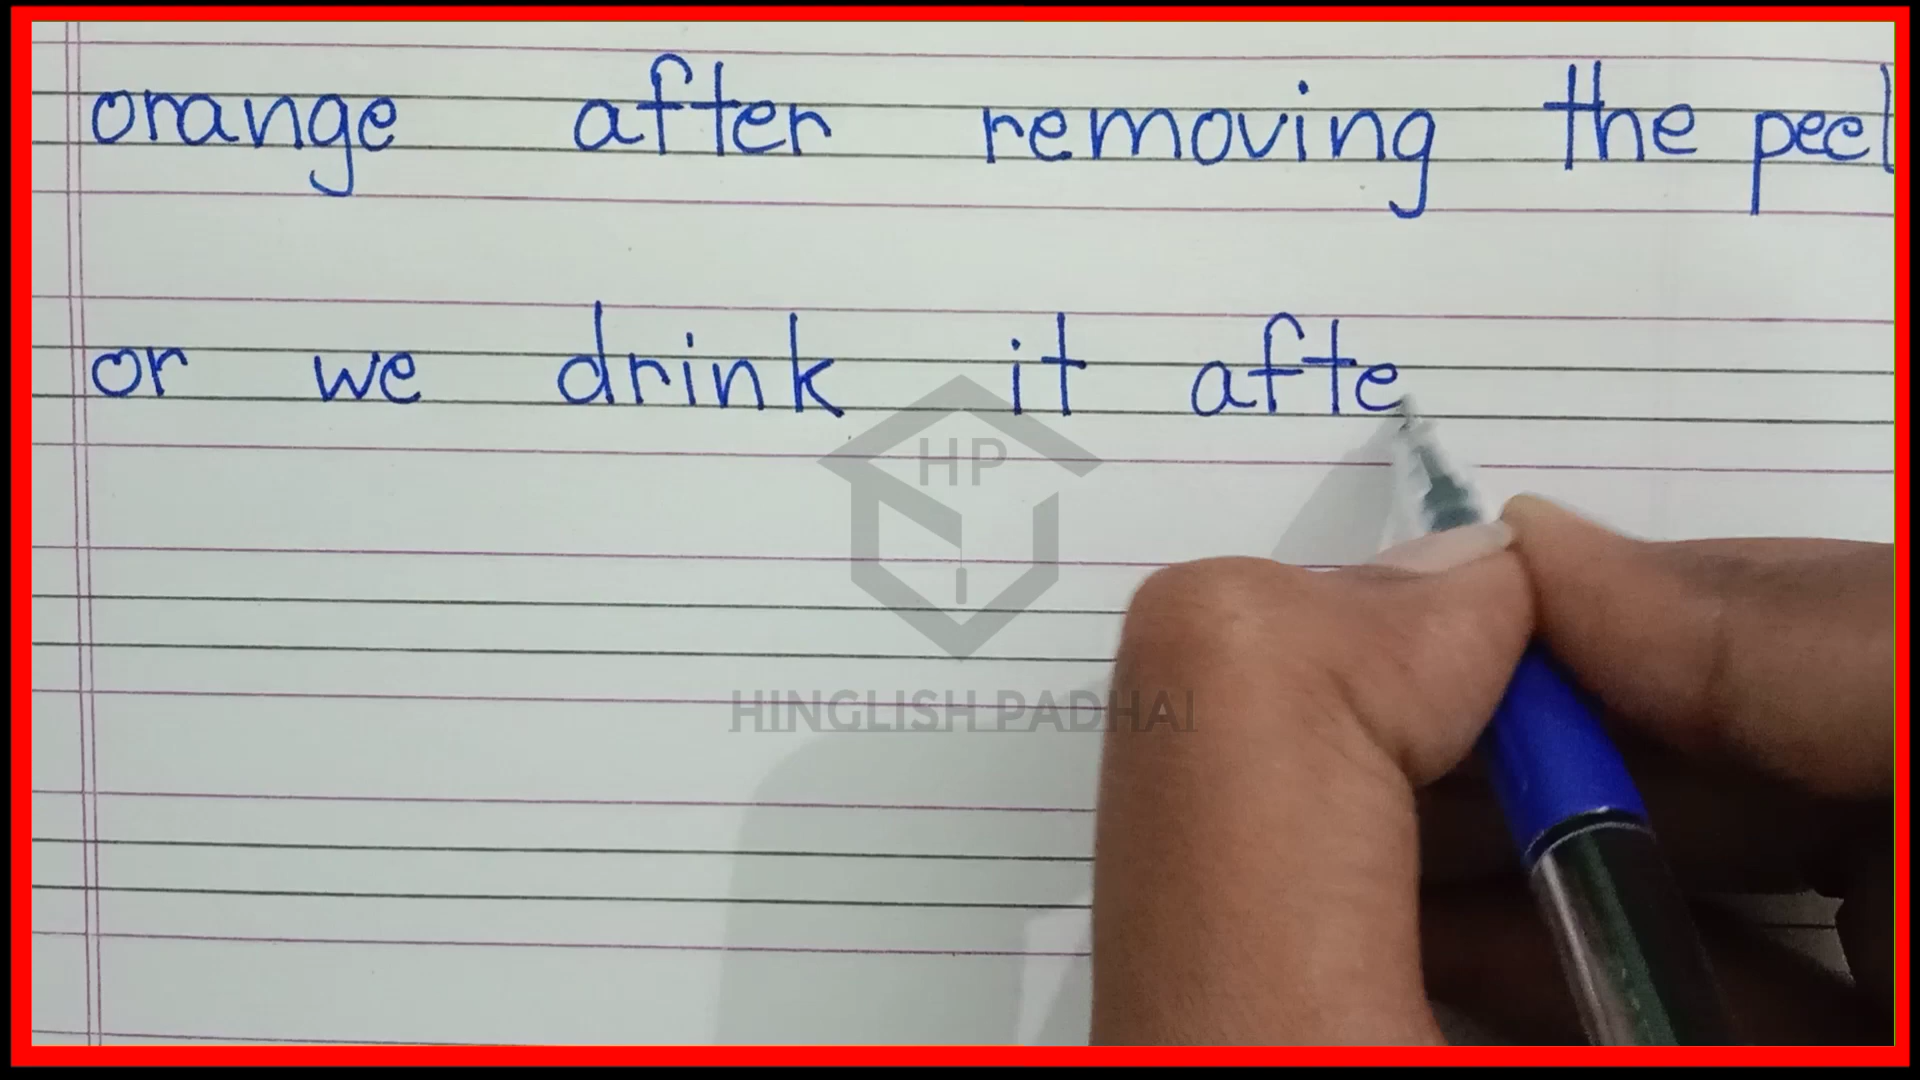 orange after removing the peel
or we drink it afte
HP
HINGLISH PADHAI